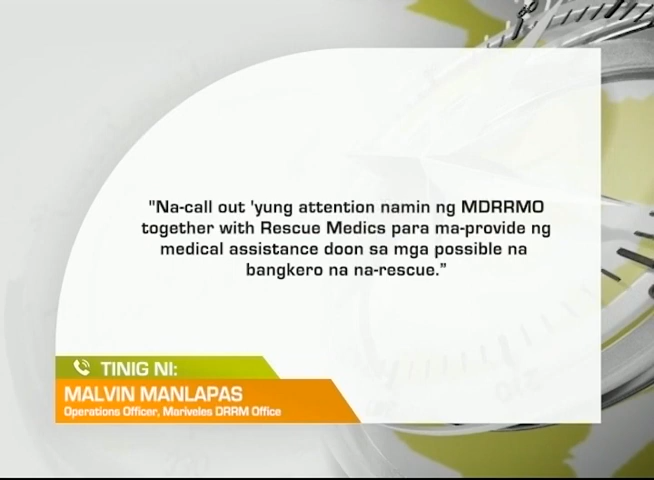 "Na-call out 'yung attention namin ng MDRRMO
together with Rescue Medics para ma-provide ng
medical assistance doon sa mga possible na
bangkero na na-rescue.”
TINIG NI:
MALVIN MANLAPAS
Operations Officer, Mariveles DRRM Office